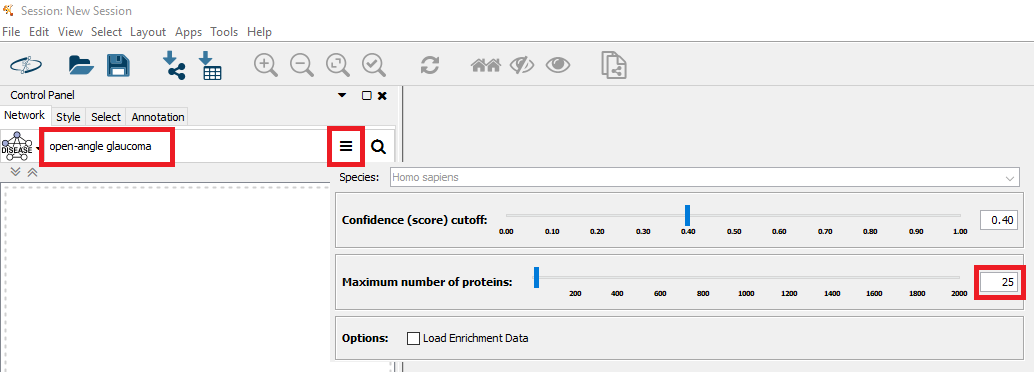 Session: New Session
File Edit View Select Layout Apps Tools Help
Control Panel
Network Style Select Annotation
DISEASE open-angle glaucoma
Species: Homo sapiens
Confidence (score) cutoff: 0.40
0.00 0.10 0.20 0.30 0.40 0.50 0.60 0.70 0.80 0.90 1.00
Maximum number of proteins: 25
200 400 600 800 1000 1200 1400 1600 1800 2000
Options: Load Enrichment Data